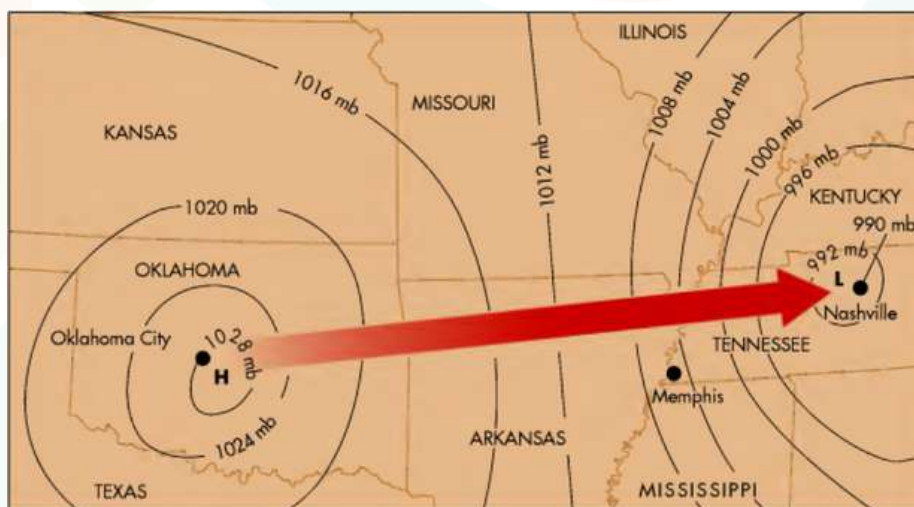 ILLINOIS
1016 mb
MISSOURI
1008 mb
1004 mb
KANSAS
1012 mb
1000 mb
996 mb
KENTUCKY
1020 mb
990 mb
992 mb
OKLAHOMA
L
Nashville
Oklahoma City
1028 mb
H
TENNESSEE
Memphis
1024 mb
ARKANSAS
TEXAS
MISSISSIPPI